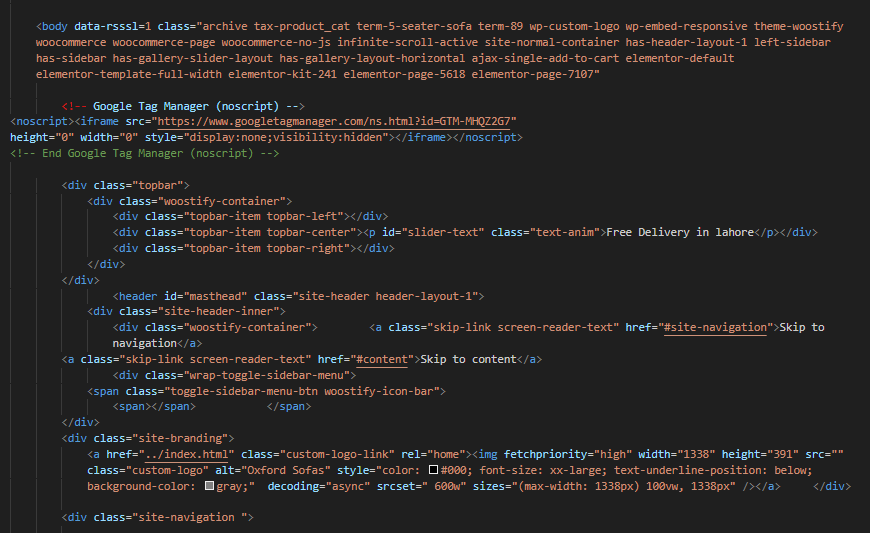 <body data-rsssl=1 class="archive tax-product_cat term-5-seater-sofa term-89 wp-custom-logo wp-embed-responsive theme-woostify
woocommerce woocommerce-page woocommerce-no-js infinite-scroll-active site-normal-container has-header-layout-1 left-sidebar
has-sidebar has-gallery-slider-layout has-gallery-layout-horizontal ajax-single-add-to-cart elementor-default
elementor-template-full-width elementor-kit-241 elementor-page-5618 elementor-page-7107"
<!-- Google Tag Manager (noscript) -->
<noscript><iframe src="https://www.googletagmanager.com/ns.html?id=GTM-MHQZ2G7"
height="0" width="0" style="display:none;visibility:hidden"></iframe></noscript>
<!-- End Google Tag Manager (noscript) -->
<div class="topbar">
<div class="woostify-container">
<div class="topbar-item topbar-left"></div>
<div class="topbar-item topbar-center"><p id="slider-text" class="text-anim">Free Delivery in lahore</p></div>
<div class="topbar-item topbar-right"></div>
</div>
</div>
<header id="masthead" class="site-header header-layout-1">
<div class="site-header-inner">
<div class="woostify-container"> <a class="skip-link screen-reader-text" href="#site-navigation">Skip to
navigation</a>
<a class="skip-link screen-reader-text" href="#content">Skip to content</a>
<div class="wrap-toggle-sidebar-menu">
<span class="toggle-sidebar-menu-btn woostify-icon-bar">
<span></span> </span>
</div>
<div class="site-branding">
<a href="../index.html" class="custom-logo-link" rel="home"><img fetchpriority="high" width="1338" height="391" src=""
class="custom-logo" alt="Oxford Sofas" style="color: #000; font-size: xx-large; text-underline-position: below;
background-color: gray;" decoding="async" srcset=" 600w" sizes="(max-width: 1338px) 100vw, 1338px" /></a> </div>
<div class="site-navigation ">